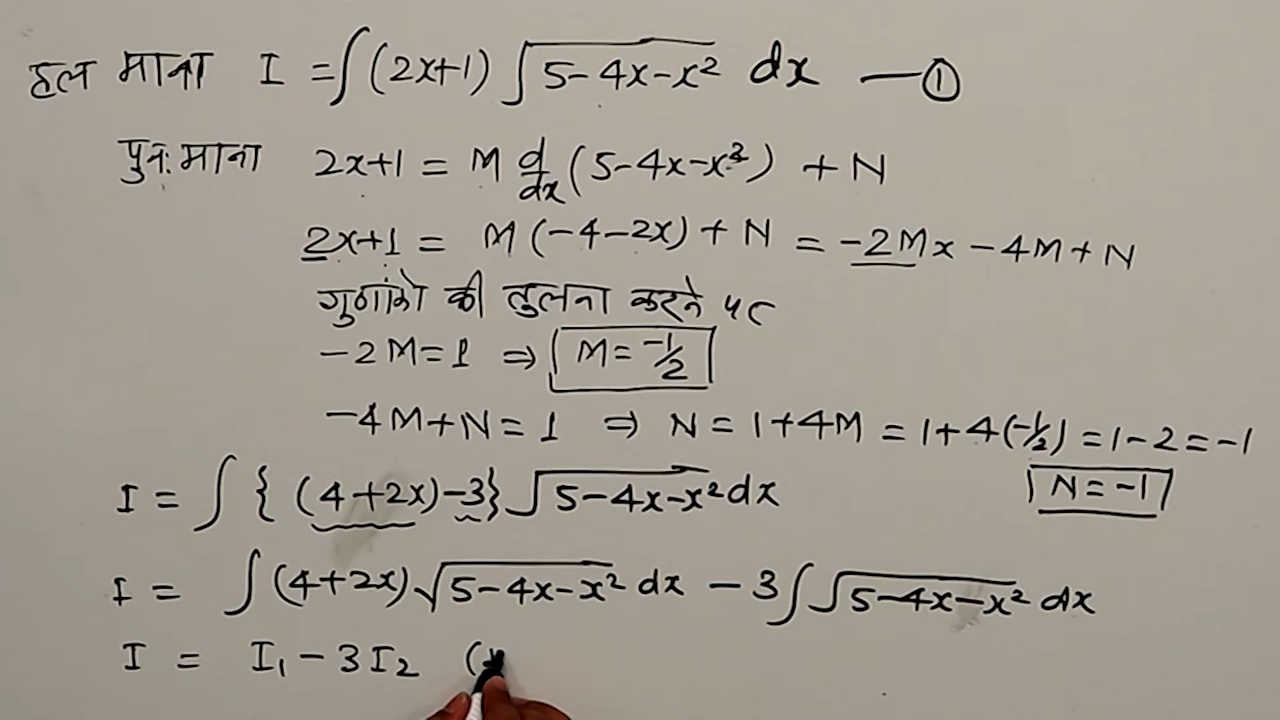 हल माना I = ∫(2x+1) √(5-4x-x²) dx —①
पुनः माना 2x+1 = M d/dx (5-4x-x²) + N
2x+1 = M(-4-2x) + N = -2Mx - 4M + N
गुणांको की तुलना करने पर
-2M=1 ⇒ M = -1/2
-4M+N=1 ⇒ N = 1+4M = 1+4(-1/2) = 1-2 = -1
N = -1
I = ∫{(4+2x)-3} √(5-4x-x²) dx
I = ∫(4+2x) √(5-4x-x²) dx - 3∫√(5-4x-x²) dx
I = I₁ - 3I₂ (